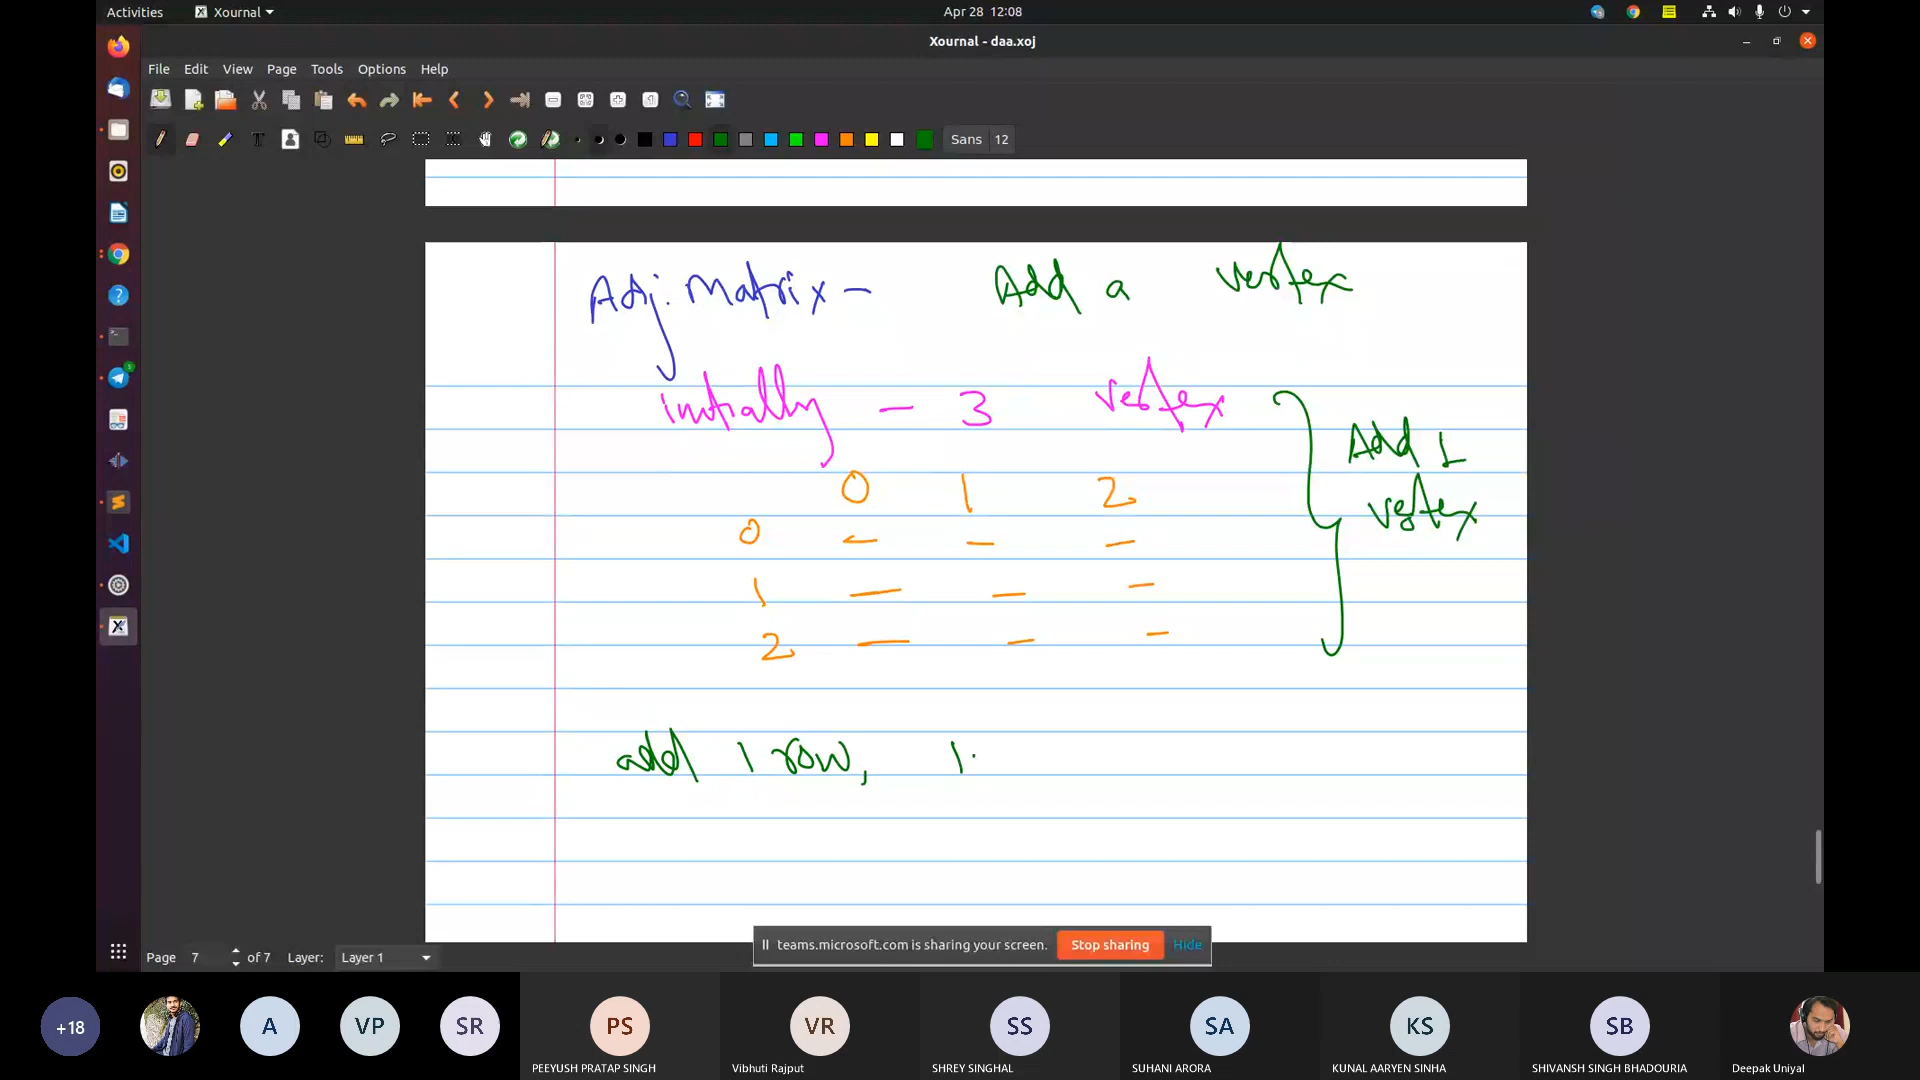 Activities Xournal Apr 28 12:08
Xournal - daa.xoj
File Edit View Page Tools Options Help
Sans 12
Adj. Matrix - Add a vertex
initially - 3 vertex
Add 1
vertex
0 1 2
0 - - -
1 - - -
2 - - -
add 1 row, 1
teams.microsoft.com is sharing your screen. Stop sharing Hide
Page 7 of 7 Layer: Layer 1
+18 A VP SR PS VR SS SA KS SB
PEEYUSH PRATAP SINGH Vibhuti Rajput SHREY SINGHAL SUHANI ARORA KUNAL AARYEN SINHA SHIVANSH SINGH BHADOURIA Deepak Uniyal